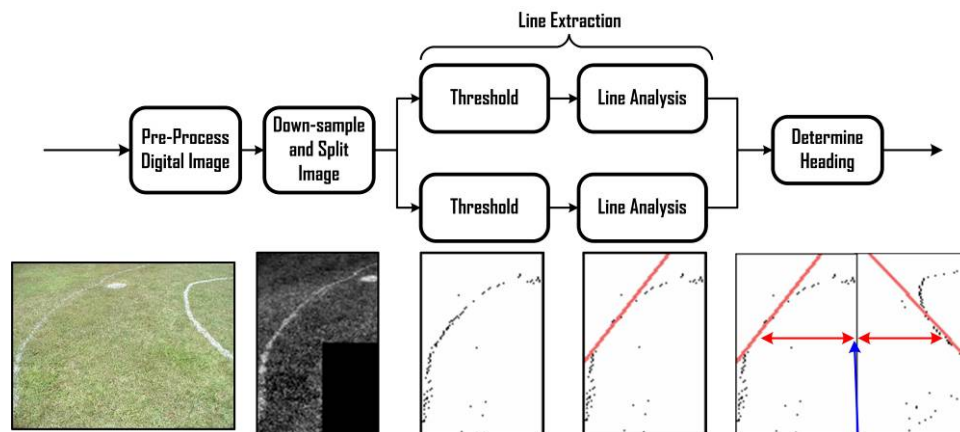 Line Extraction
Pre-Process
Digital Image
Down-sample
and Split
Image
Threshold
Line Analysis
Threshold
Line Analysis
Determine
Heading